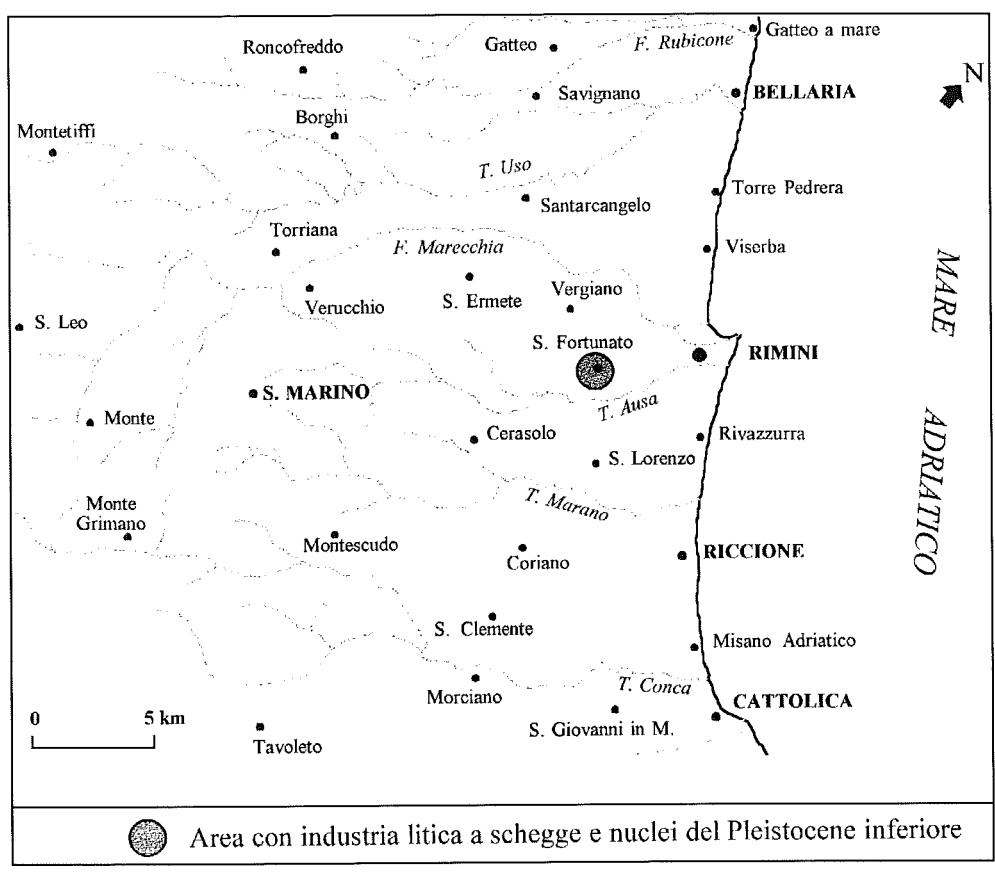 Gatteo a mare
Roncofreddo
Gatteo
F. Rubicone
N
Savignano
BELLARIA
Borghi
Montetiffi
T. Uso
Torre Pedrera
Santarcangelo
Torriana
F. Marecchia
Viserba
Verucchio
S. Ermete
Vergiano
MARE ADRIATICO
S. Leo
S. Fortunato
RIMINI
S. MARINO
T. Ausa
Monte
Cerasolo
Rivazzurra
S. Lorenzo
Monte
Grimano
T. Marano
Montescudo
Coriano
RICCIONE
S. Clemente
Misano Adriatico
Morciano
T. Conca
CATTOLICA
0 5 km
S. Giovanni in M.
Tavoleto
Area con industria litica a schegge e nuclei del Pleistocene inferiore